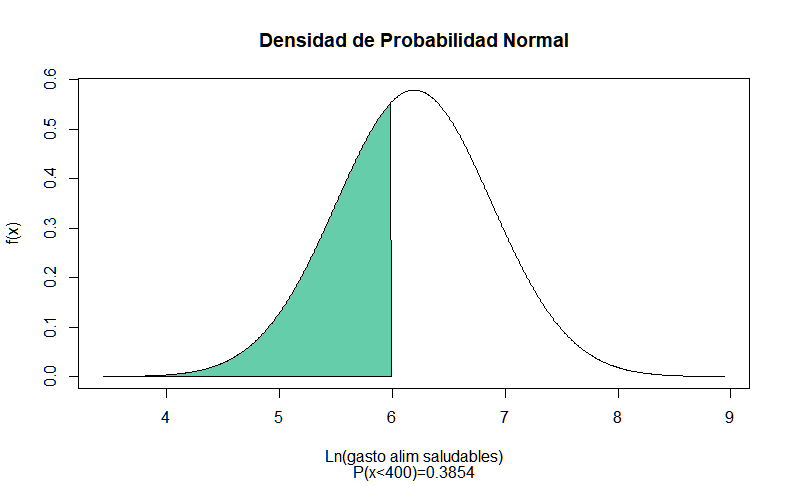 Densidad de Probabilidad Normal
f(x)
0.6
0.5
0.4
0.3
0.2
0.1
0.0
4 5 6 7 8 9
Ln(gasto alim saludables)
P(x<400)=0.3854